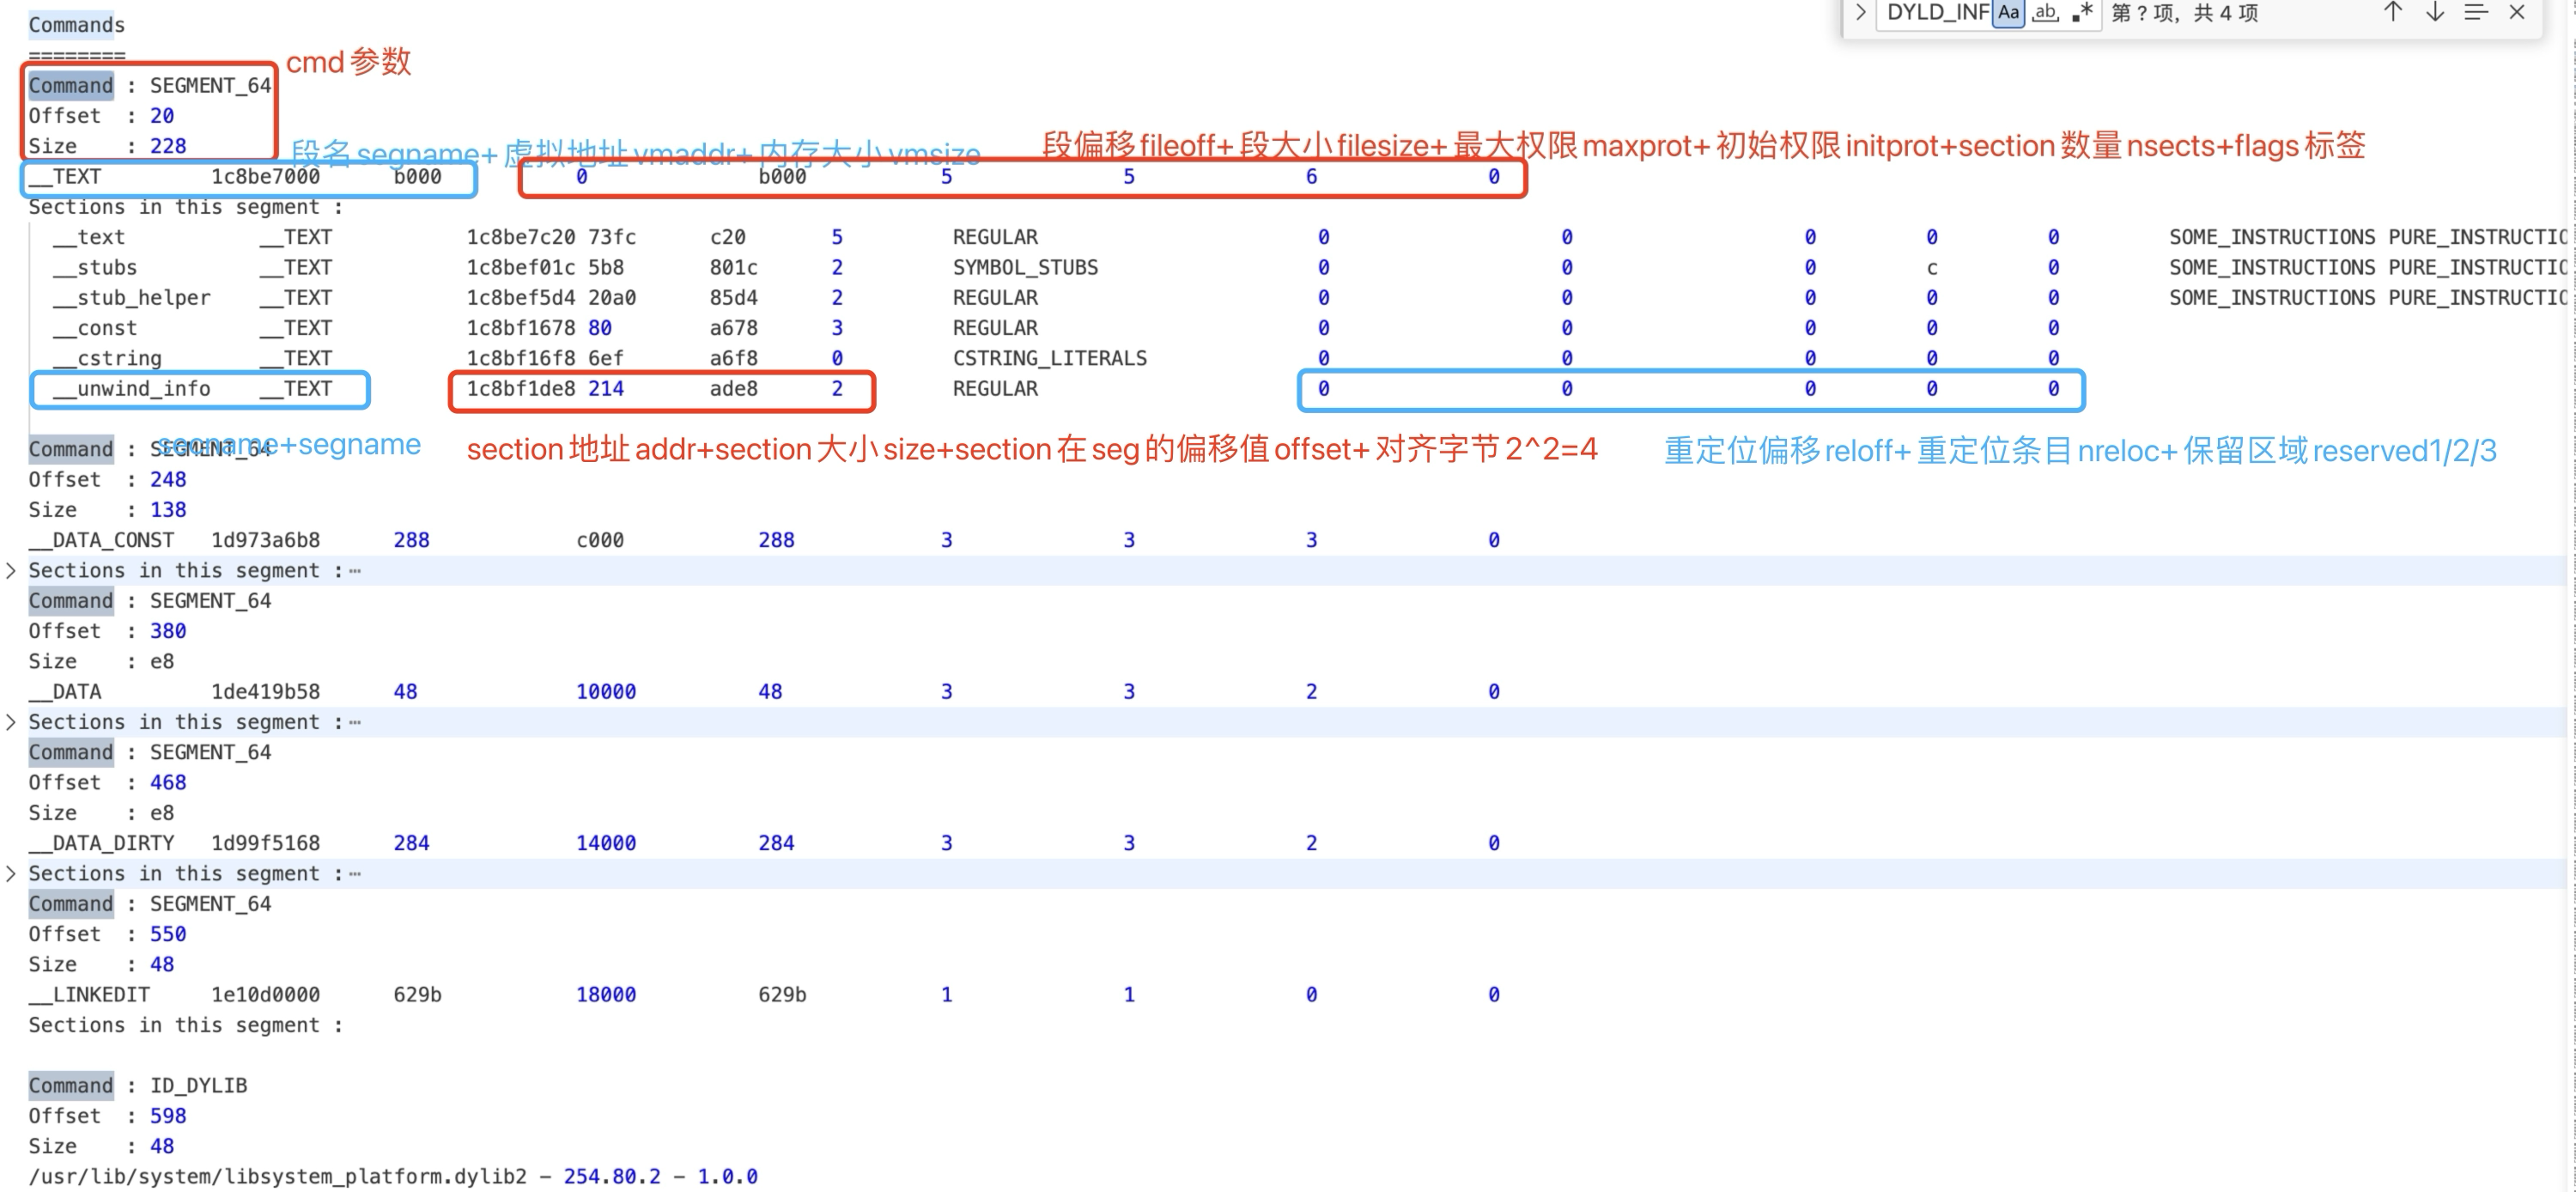 Commands
DYLD_INF Aa ab .* 第 ? 项, 共 4 项
========
cmd 参数
Command : SEGMENT_64
Offset : 20
Size : 228
段名 segname+ 虚拟地址 vmaddr+ 内存大小 vmsize
段偏移 fileoff+ 段大小 filesize+ 最大权限 maxprot+ 初始权限 initprot+section 数量 nsects+flags 标签
__TEXT 1c8be7000 b000 0 b000 5 5 6 0
Sections in this segment :
__text __TEXT 1c8be7c20 73fc c20 5 REGULAR 0 0 0 0 0 SOME_INSTRUCTIONS PURE_INSTRUCTIO
__stubs __TEXT 1c8bef01c 5b8 801c 2 SYMBOL_STUBS 0 0 0 c 0 SOME_INSTRUCTIONS PURE_INSTRUCTIO
__stub_helper __TEXT 1c8bef5d4 20a0 85d4 2 REGULAR 0 0 0 0 0 SOME_INSTRUCTIONS PURE_INSTRUCTIO
__const __TEXT 1c8bf1678 80 a678 3 REGULAR 0 0 0 0 0
__cstring __TEXT 1c8bf16f8 6ef a6f8 0 CSTRING_LITERALS 0 0 0 0 0
__unwind_info __TEXT 1c8bf1de8 214 ade8 2 REGULAR 0 0 0 0 0
secname+segname
section 地址 addr+section 大小 size+section 在 seg 的偏移值 offset+ 对齐字节 2^2=4
重定位偏移 reloff+ 重定位条目 nreloc+ 保留区域 reserved1/2/3
Command : SEGMENT_64
Offset : 248
Size : 138
__DATA_CONST 1d973a6b8 288 c000 288 3 3 3 0
Sections in this segment :⋯
Command : SEGMENT_64
Offset : 380
Size : e8
__DATA 1de419b58 48 10000 48 3 3 2 0
Sections in this segment :⋯
Command : SEGMENT_64
Offset : 468
Size : e8
__DATA_DIRTY 1d99f5168 284 14000 284 3 3 2 0
Sections in this segment :⋯
Command : SEGMENT_64
Offset : 550
Size : 48
__LINKEDIT 1e10d0000 629b 18000 629b 1 1 0 0
Sections in this segment :
Command : ID_DYLIB
Offset : 598
Size : 48
/usr/lib/system/libsystem_platform.dylib2 - 254.80.2 - 1.0.0